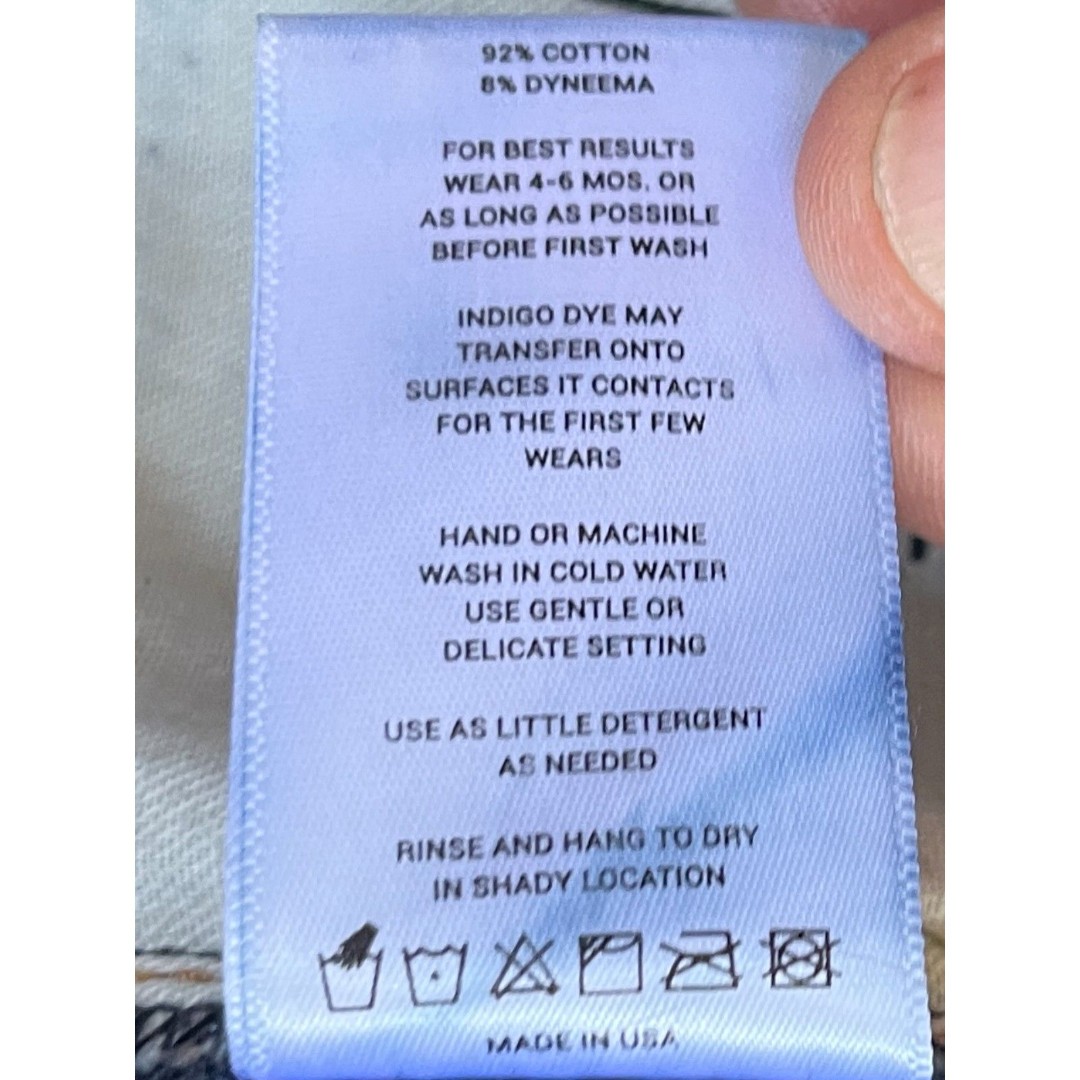 92% COTTON
8% DYNEEMA
FOR BEST RESULTS
WEAR 4-6 MOS. OR
AS LONG AS POSSIBLE
BEFORE FIRST WASH
INDIGO DYE MAY
TRANSFER ONTO
SURFACES IT CONTACTS
FOR THE FIRST FEW
WEARS
HAND OR MACHINE
WASH IN COLD WATER
USE GENTLE OR
DELICATE SETTING
USE AS LITTLE DETERGENT
AS NEEDED
RINSE AND HANG TO DRY
IN SHADY LOCATION
MADE IN USA